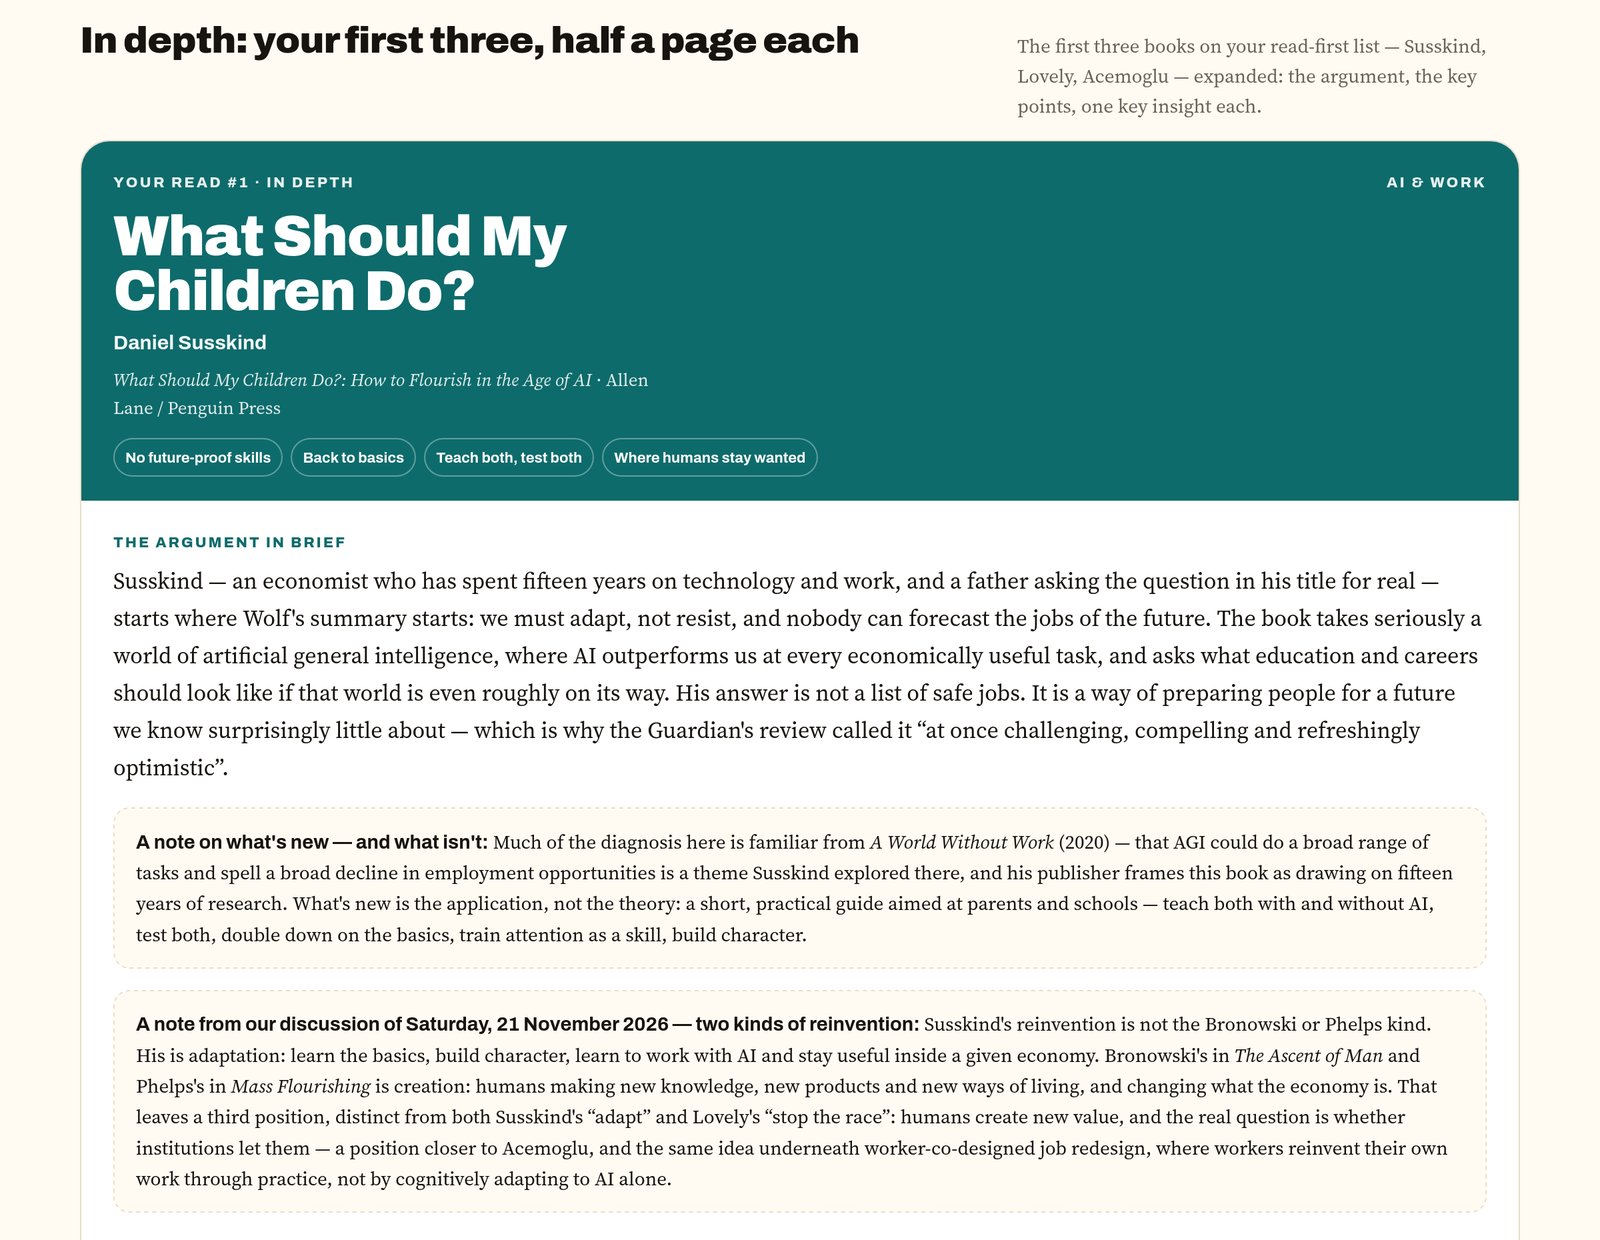 In depth: your first three, half a page each
The first three books on your read-first list — Susskind,
Lovely, Acemoglu — expanded: the argument, the key
points, one key insight each.
YOUR READ #1 · IN DEPTH
AI & WORK
What Should My
Children Do?
Daniel Susskind
What Should My Children Do?: How to Flourish in the Age of AI · Allen
Lane / Penguin Press
No future-proof skills
Back to basics
Teach both, test both
Where humans stay wanted
THE ARGUMENT IN BRIEF
Susskind — an economist who has spent fifteen years on technology and work, and a father asking the question in his title for real —
starts where Wolf's summary starts: we must adapt, not resist, and nobody can forecast the jobs of the future. The book takes seriously a
world of artificial general intelligence, where AI outperforms us at every economically useful task, and asks what education and careers
should look like if that world is even roughly on its way. His answer is not a list of safe jobs. It is a way of preparing people for a future
we know surprisingly little about — which is why the Guardian's review called it “at once challenging, compelling and refreshingly
optimistic”.
A note on what's new — and what isn't: Much of the diagnosis here is familiar from A World Without Work (2020) — that AGI could do a broad range of
tasks and spell a broad decline in employment opportunities is a theme Susskind explored there, and his publisher frames this book as drawing on fifteen
years of research. What's new is the application, not the theory: a short, practical guide aimed at parents and schools — teach both with and without AI,
test both, double down on the basics, train attention as a skill, build character.
A note from our discussion of Saturday, 21 November 2026 — two kinds of reinvention: Susskind's reinvention is not the Bronowski or Phelps kind.
His is adaptation: learn the basics, build character, learn to work with AI and stay useful inside a given economy. Bronowski's in The Ascent of Man and
Phelps's in Mass Flourishing is creation: humans making new knowledge, new products and new ways of living, and changing what the economy is. That
leaves a third position, distinct from both Susskind's “adapt” and Lovely's “stop the race”: humans create new value, and the real question is whether
institutions let them — a position closer to Acemoglu, and the same idea underneath worker-co-designed job redesign, where workers reinvent their own
work through practice, not by cognitively adapting to AI alone.